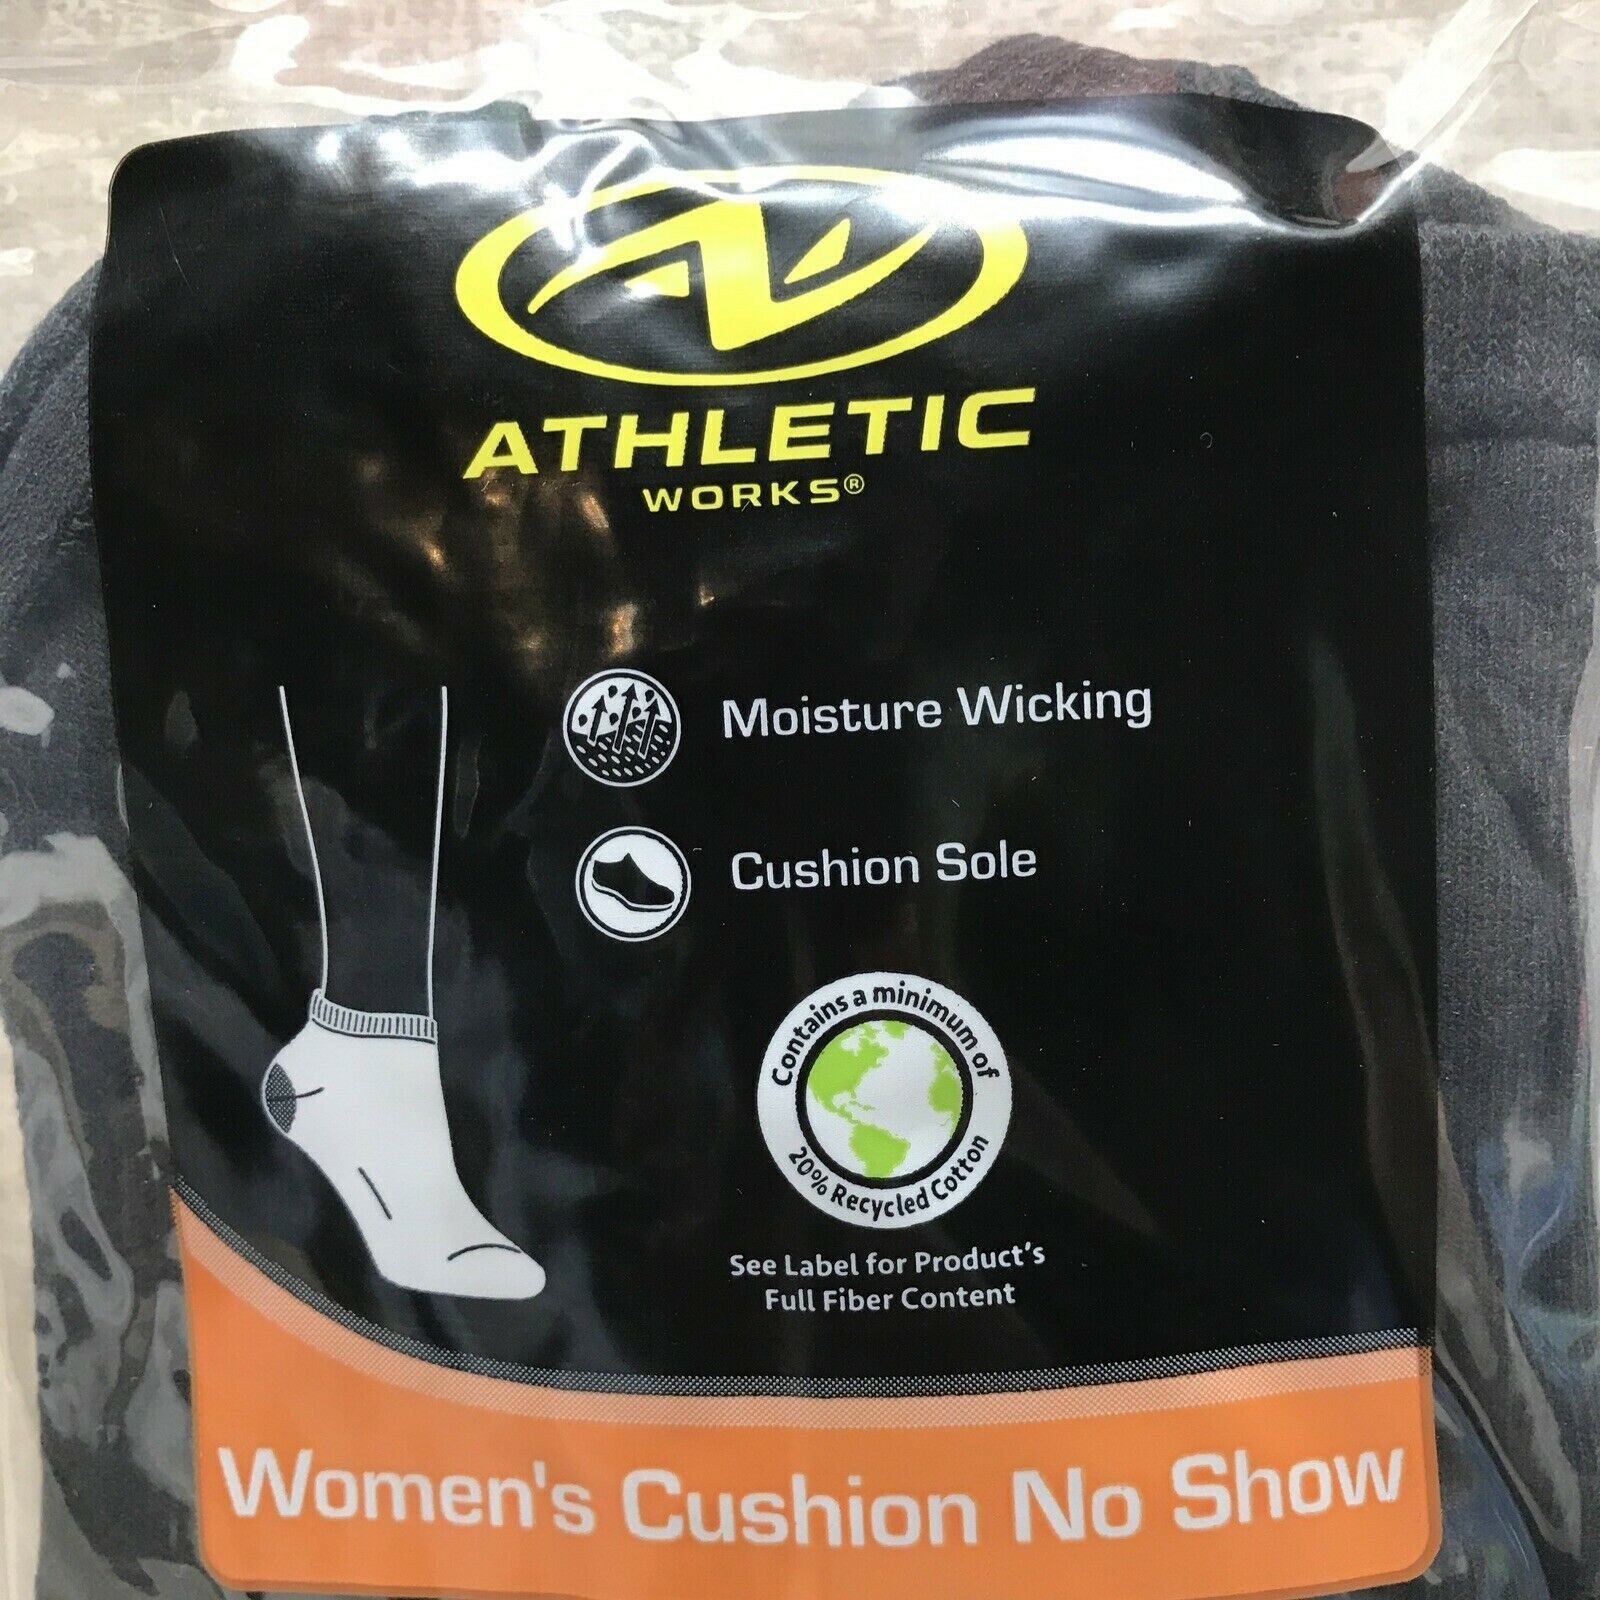 ATHLETIC
WORKS®
Moisture Wicking
Cushion Sole
Contains a minimum of
20% Recycled Cotton
See Label for Product's
Full Fiber Content
Women's Cushion No Show